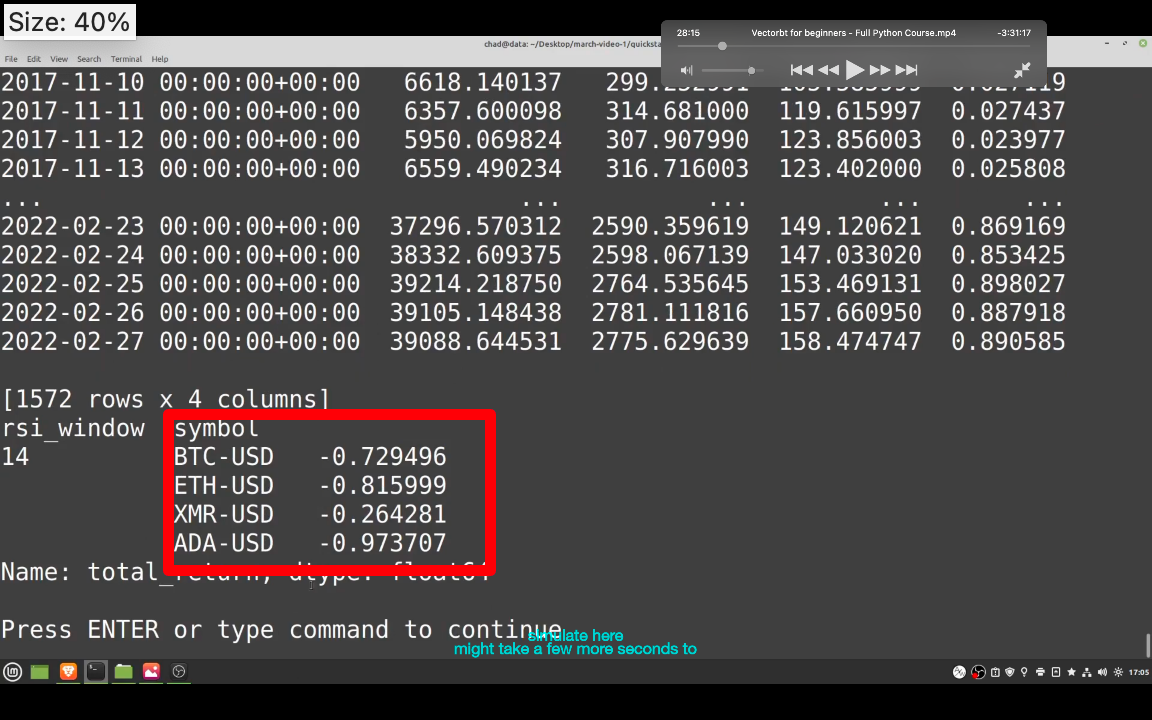 Size: 40%
chad@data: ~/Desktop/march-video-1/quicksta
28:15 Vectorbt for beginners - Full Python Course.mp4 -3:31:17
File Edit View Search Terminal Help
2017-11-10 00:00:00+00:00 6618.140137
2017-11-11 00:00:00+00:00 6357.600098 314.681000 119.615997 0.027437
2017-11-12 00:00:00+00:00 5950.069824 307.907990 123.856003 0.023977
2017-11-13 00:00:00+00:00 6559.490234 316.716003 123.402000 0.025808
... ... ... ... ...
2022-02-23 00:00:00+00:00 37296.570312 2590.359619 149.120621 0.869169
2022-02-24 00:00:00+00:00 38332.609375 2598.067139 147.033020 0.853425
2022-02-25 00:00:00+00:00 39214.218750 2764.535645 153.469131 0.898027
2022-02-26 00:00:00+00:00 39105.148438 2781.111816 157.660950 0.887918
2022-02-27 00:00:00+00:00 39088.644531 2775.629639 158.474747 0.890585
[1572 rows x 4 columns]
rsi_window symbol
14 BTC-USD -0.729496
ETH-USD -0.815999
XMR-USD -0.264281
ADA-USD -0.973707
Name: total_return, dtype: float64
Press ENTER or type command to continue
simulate here
might take a few more seconds to
17:05